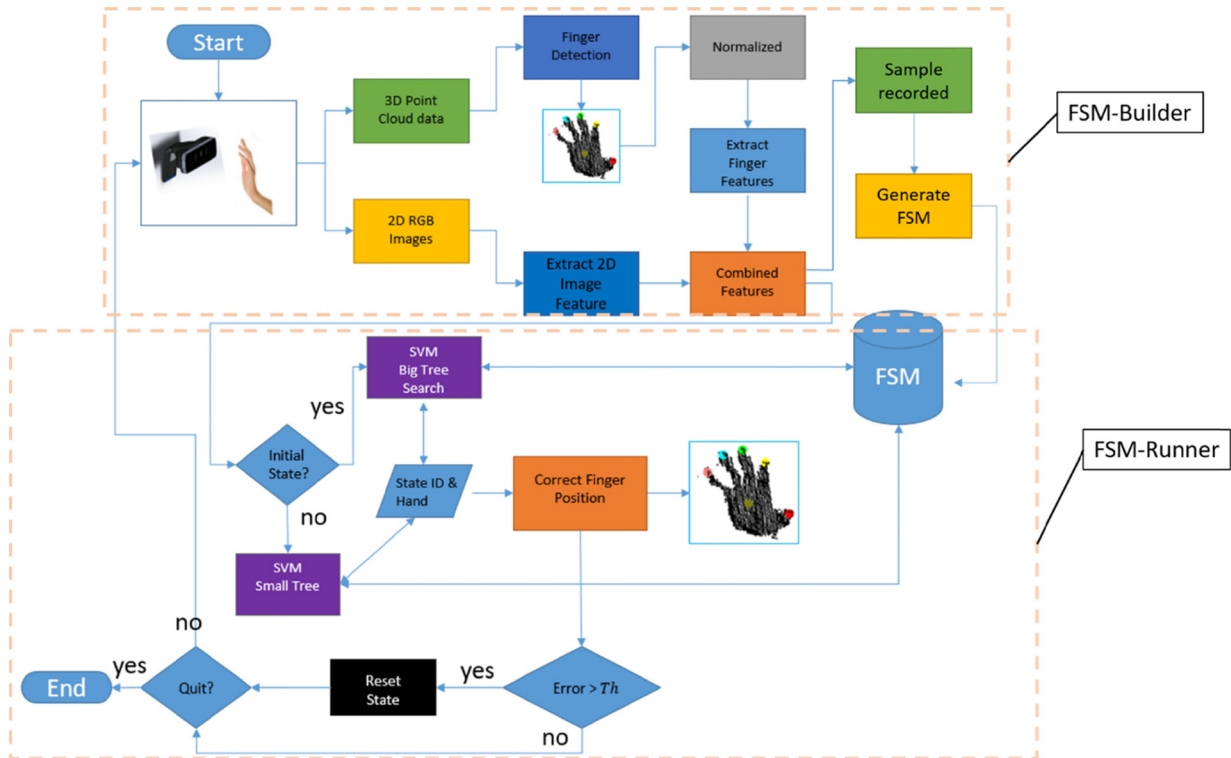 Start
3D Point
Cloud data
2D RGB
Images
Finger
Detection
Extract 2D
Image
Feature
Normalized
Extract
Finger
Features
Combined
Features
Sample
recorded
Generate
FSM
FSM-Builder
FSM
SVM
Big Tree
Search
yes
Initial
State?
no
SVM
Small Tree
State ID &
Hand
Correct Finger
Position
FSM-Runner
no
yes
End
Quit?
Reset
State
yes
Error > Th
no